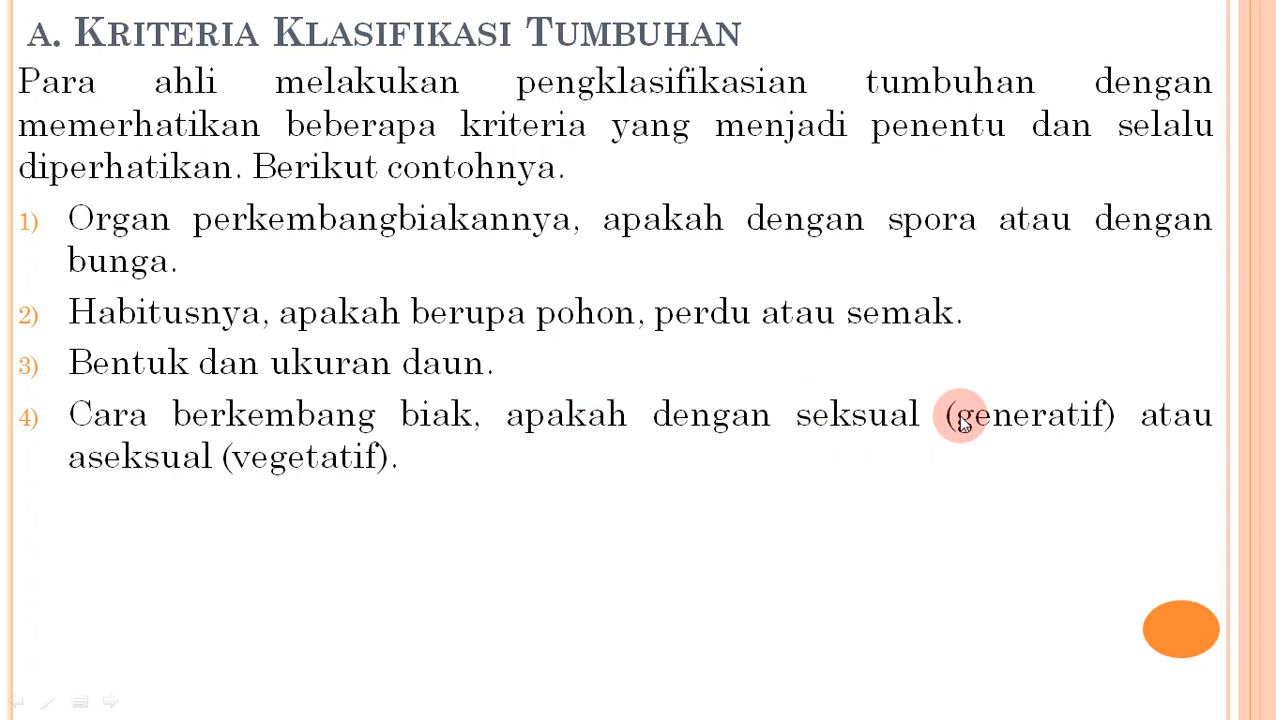 A. KRITERIA KLASIFIKASI TUMBUHAN
Para ahli melakukan pengklasifikasian tumbuhan dengan
memerhatikan beberapa kriteria yang menjadi penentu dan selalu
diperhatikan. Berikut contohnya.
1) Organ perkembangbiakannya, apakah dengan spora atau dengan
bunga.
2) Habitusnya, apakah berupa pohon, perdu atau semak.
3) Bentuk dan ukuran daun.
4) Cara berkembang biak, apakah dengan seksual (generatif) atau
aseksual (vegetatif).